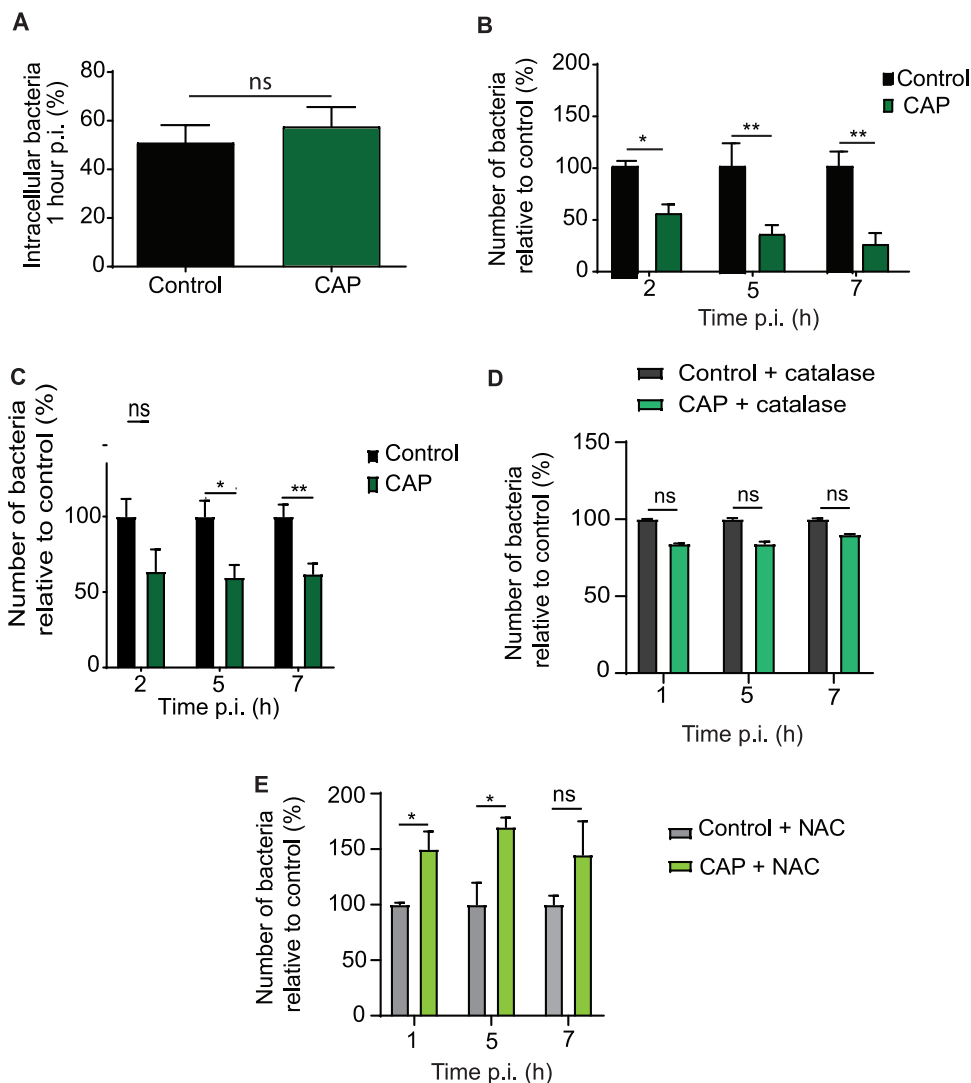 A
Intracellular bacteria
1 hour p.i. (%)
80
60
40
20
0
ns
Control
CAP
B
Number of bacteria
relative to control (%)
200
150
100
50
0
*
**
**
Control
CAP
2
5
7
Time p.i. (h)
C
Number of bacteria
relative to control (%)
100
50
0
ns
*
**
Control
CAP
2
5
7
Time p.i. (h)
D
Control + catalase
CAP + catalase
Number of bacteria
relative to control (%)
150
100
50
0
ns
ns
ns
1
5
7
Time p.i. (h)
E
Number of bacteria
relative to control (%)
200
150
100
50
0
*
*
ns
Control + NAC
CAP + NAC
1
5
7
Time p.i. (h)